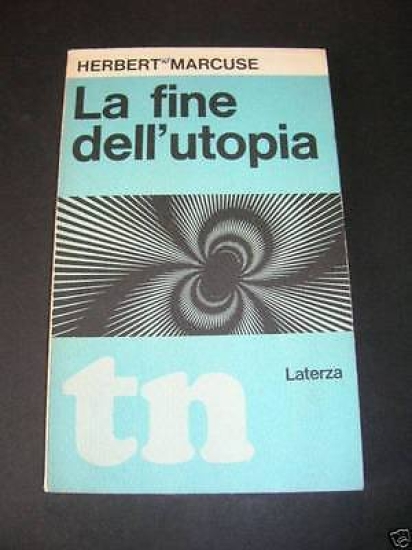 HERBERT MARCUSE
La fine
dell'utopia
Laterza
tn